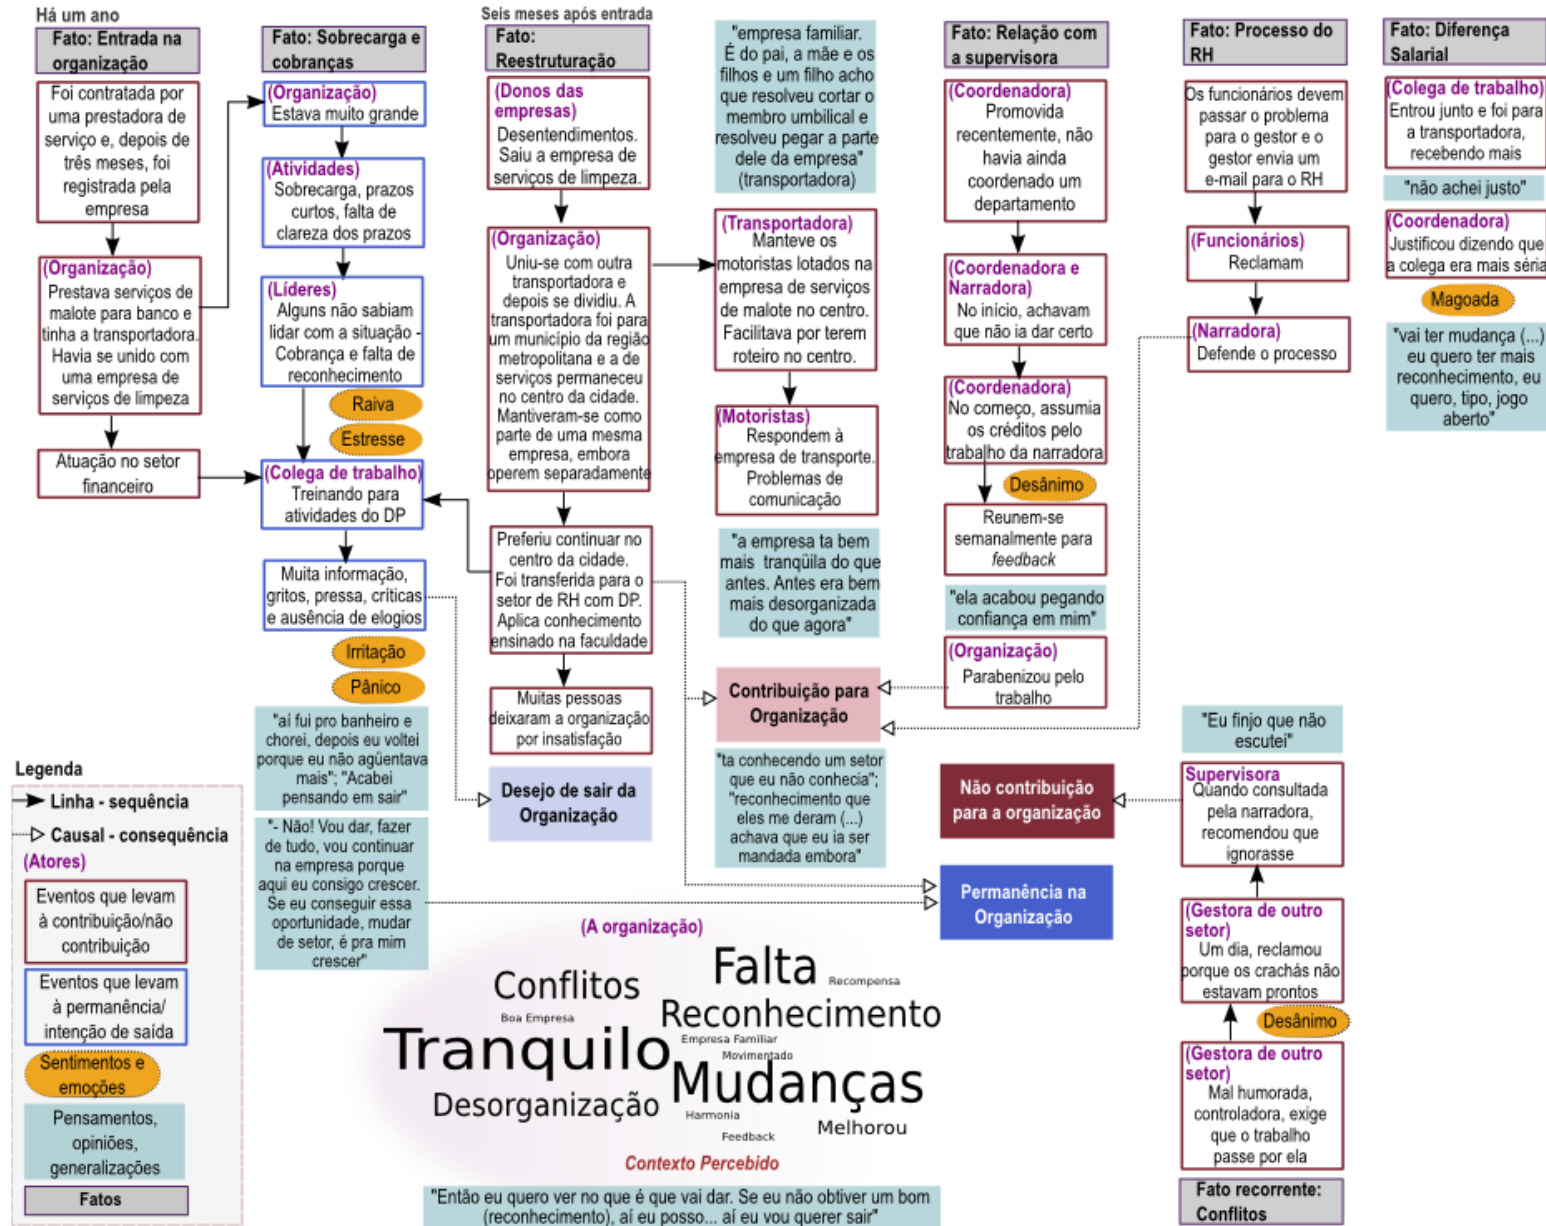 Há um ano
Fato: Entrada na
organização
Foi contratada por
uma prestadora de
serviço e, depois de
três meses, foi
registrada pela
empresa
(Organização)
Prestava serviços de
malote para banco e
tinha a transportadora.
Havia se unido com
uma empresa de
serviços de limpeza
Atuação no setor
financeiro
Fato: Sobrecarga e
cobranças
(Organização)
Estava muito grande
(Atividades)
Sobrecarga, prazos
curtos, falta de
clareza dos prazos
(Líderes)
Alguns não sabiam
lidar com a situação -
Cobrança e falta de
reconhecimento
Raiva
Estresse
(Colega de trabalho)
Treinando para
atividades do DP
Muita informação,
gritos, pressa, críticas
e ausência de elogios
Irritação
Pânico
"aí fui pro banheiro e
chorei, depois eu voltei
porque eu não agüentava
mais"; "Acabei
pensando em sair"
"- Não! Vou dar, fazer
de tudo, vou continuar
na empresa porque
aqui eu consigo crescer.
Se eu conseguir essa
oportunidade, mudar
de setor, é pra mim
crescer"
Seis meses após entrada
Fato:
Reestruturação
(Donos das
empresas)
Desentendimentos.
Saiu a empresa de
serviços de limpeza.
(Organização)
Uniu-se com outra
transportadora e
depois se dividiu. A
transportadora foi para
um município da região
metropolitana e a de
serviços permaneceu
no centro da cidade.
Mantiveram-se como
parte de uma mesma
empresa, embora
operem separadamente
Preferiu continuar no
centro da cidade.
Foi transferida para o
setor de RH com DP.
Aplica conhecimento
ensinado na faculdade
Muitas pessoas
deixaram a organização
por insatisfação
Desejo de sair da
Organização
"empresa familiar.
É do pai, a mãe e os
filhos e um filho acho
que resolveu cortar o
membro umbilical e
resolveu pegar a parte
dele da empresa"
(transportadora)
(Transportadora)
Manteve os
motoristas lotados na
empresa de serviços
de malote no centro.
Facilitava por terem
roteiro no centro.
(Motoristas)
Respondem à
empresa de transporte.
Problemas de
comunicação
"a empresa ta bem
mais tranqüila do que
antes. Antes era bem
mais desorganizada
do que agora"
Contribuição para
Organização
"ta conhecendo um setor
que eu não conhecia";
"reconhecimento que
eles me deram (...)
achava que eu ia ser
mandada embora"
Fato: Relação com
a supervisora
(Coordenadora)
Promovida
recentemente, não
havia ainda
coordenado um
departamento
(Coordenadora e
Narradora)
No início, achavam
que não ia dar certo
(Coordenadora)
No começo, assumia
os créditos pelo
trabalho da narradora
Desânimo
Reunem-se
semanalmente para
feedback
"ela acabou pegando
confiança em mim"
(Organização)
Parabenizou pelo
trabalho
Não contribuição
para a organização
Permanência na
Organização
Fato: Processo do
RH
Os funcionários devem
passar o problema
para o gestor e o
gestor envia um
e-mail para o RH
(Funcionários)
Reclamam
(Narradora)
Defende o processo
"Eu finjo que não
escutei"
Supervisora
Quando consultada
pela narradora,
recomendou que
ignorasse
(Gestora de outro
setor)
Um dia, reclamou
porque os crachás não
estavam prontos
Desânimo
(Gestora de outro
setor)
Mal humorada,
controladora, exige
que o trabalho
passe por ela
Fato recorrente:
Conflitos
Fato: Diferença
Salarial
(Colega de trabalho)
Entrou junto e foi para
a transportadora,
recebendo mais
"não achei justo"
(Coordenadora)
Justificou dizendo que
a colega era mais séria
Magoada
"vai ter mudança (...)
eu quero ter mais
reconhecimento, eu
quero, tipo, jogo
aberto"
Legenda
Linha - sequência
Causal - consequência
(Atores)
Eventos que levam
à contribuição/não
contribuição
Eventos que levam
à permanência/
intenção de saída
Sentimentos e
emoções
Pensamentos,
opiniões,
generalizações
Fatos
(A organização)
Falta
Conflitos
Recompensa
Boa Empresa
Reconhecimento
Tranquilo
Empresa Familiar
Movimentado
Mudanças
Desorganização
Harmonia
Melhorou
Feedback
Contexto Percebido
"Então eu quero ver no que é que vai dar. Se eu não obtiver um bom
(reconhecimento), aí eu posso... aí eu vou querer sair"